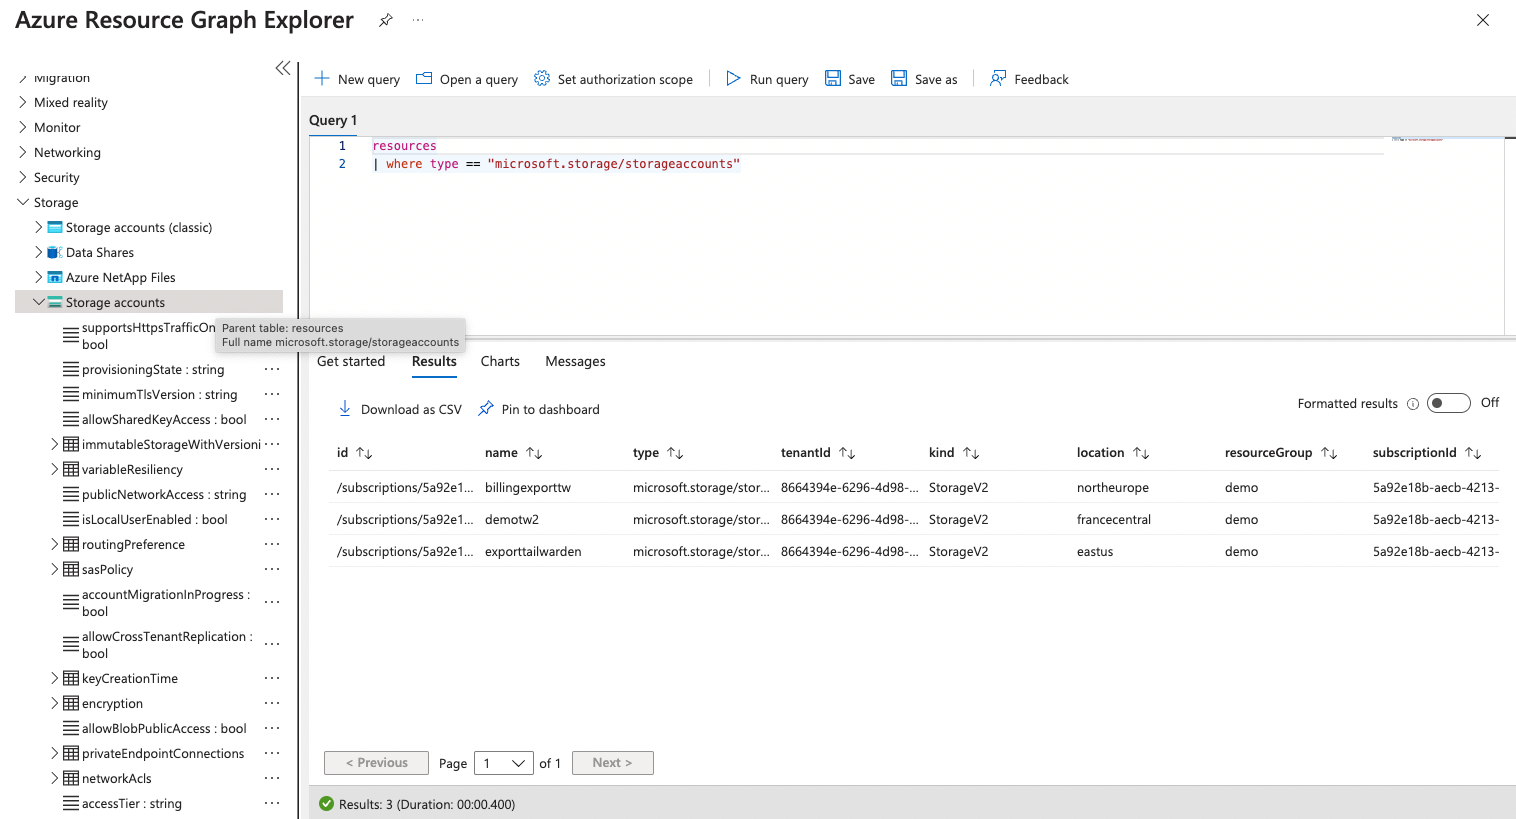 Azure Resource Graph Explorer
Migration
Mixed reality
Monitor
Networking
Security
Storage
Storage accounts (classic)
Data Shares
Azure NetApp Files
Storage accounts
supportsHttpsTrafficOn
bool
Parent table: resources
Full name microsoft.storage/storageaccounts
provisioningState : string
minimumTlsVersion : string
allowSharedKeyAccess : bool
immutableStorageWithVersioni
variableResiliency
publicNetworkAccess : string
isLocalUserEnabled : bool
routingPreference
sasPolicy
accountMigrationInProgress :
bool
allowCrossTenantReplication :
bool
keyCreationTime
encryption
allowBlobPublicAccess : bool
privateEndpointConnections
networkAcls
accessTier : string
New query Open a query Set authorization scope Run query Save Save as Feedback
Query 1
1 resources
2 | where type == "microsoft.storage/storageaccounts"
Get started Results Charts Messages
Download as CSV Pin to dashboard Formatted results Off
id name type tenantId kind location resourceGroup subscriptionId
/subscriptions/5a92e1... billingexporttw microsoft.storage/stor... 8664394e-6296-4d98-... StorageV2 northeurope demo 5a92e18b-aecb-4213-
/subscriptions/5a92e1... demotw2 microsoft.storage/stor... 8664394e-6296-4d98-... StorageV2 francecentral demo 5a92e18b-aecb-4213-
/subscriptions/5a92e1... exporttailwarden microsoft.storage/stor... 8664394e-6296-4d98-... StorageV2 eastus demo 5a92e18b-aecb-4213-
< Previous Page 1 of 1 Next >
Results: 3 (Duration: 00:00.400)